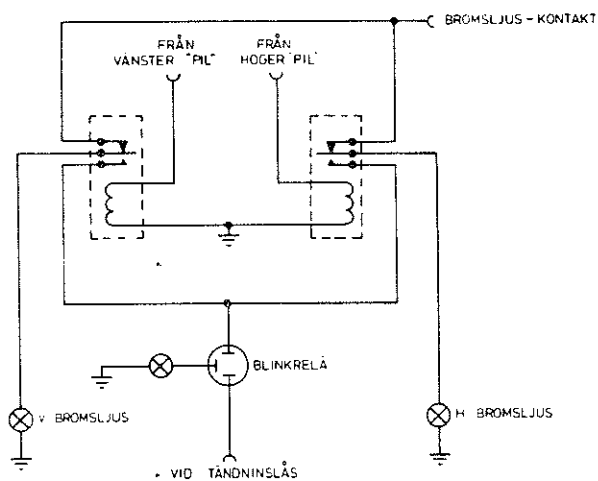 BROMSLJUS - KONTAKT
FRÅN
VÄNSTER "PIL"
FRÅN
HÖGER "PIL"
BLINKRELÄ
V BROMSLJUS
H BROMSLJUS
+ VID TÄNDNINSLÅS